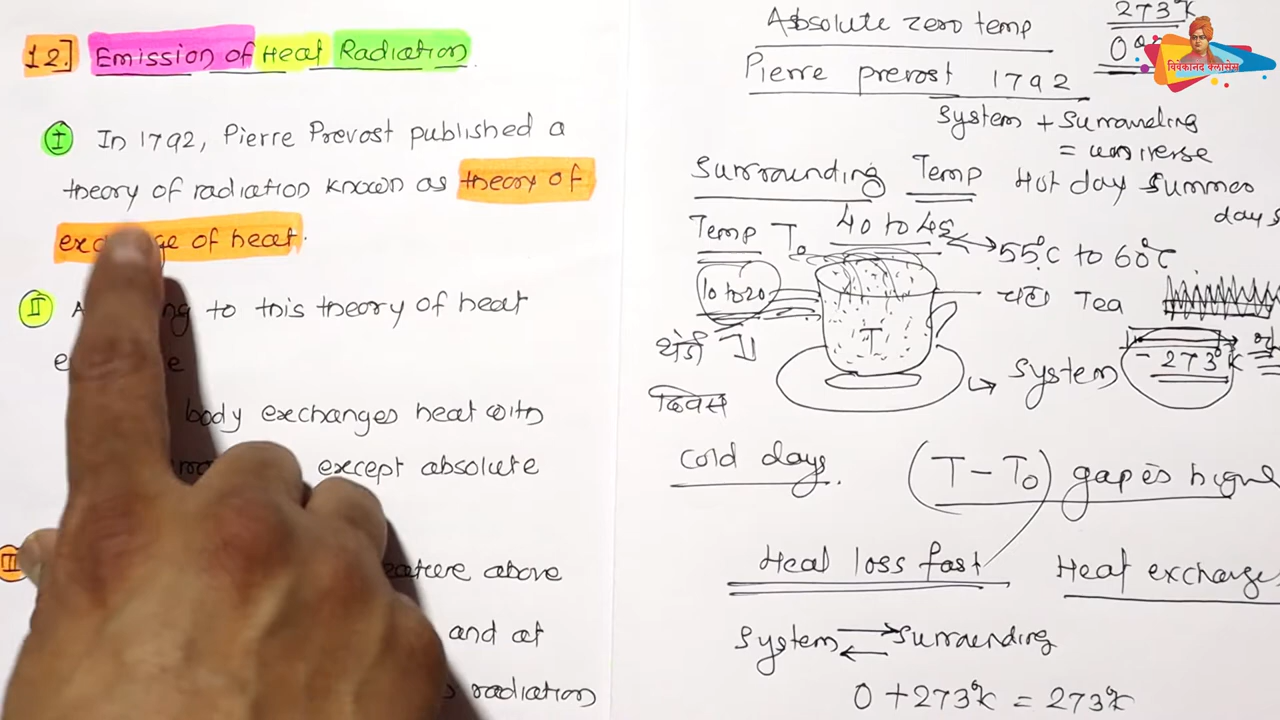 12.] Emission of Heat Radiation.
I In 1792, Pierre Prevost published a
theory of radiation known as theory of
of heat.
II to this theory of heat
body exchanges heat with
except absolute
III above
and at
radiation
Absolute zero temp
273°K
Pierre prevost 1792
System + Surrounding
= universe
Surrounding Temp Hot day Summer
days
Temp T₀ 40 to 45
55°C to 60°C
10 to 20
चहा Tea
T
थंडी
System
- 273°K
दिवस
Cold days.
(T - T₀) gap is
Heat loss fast
Heat exchange
System Surrounding
0 + 273°K = 273°K
विवेकानंद क्लासेस